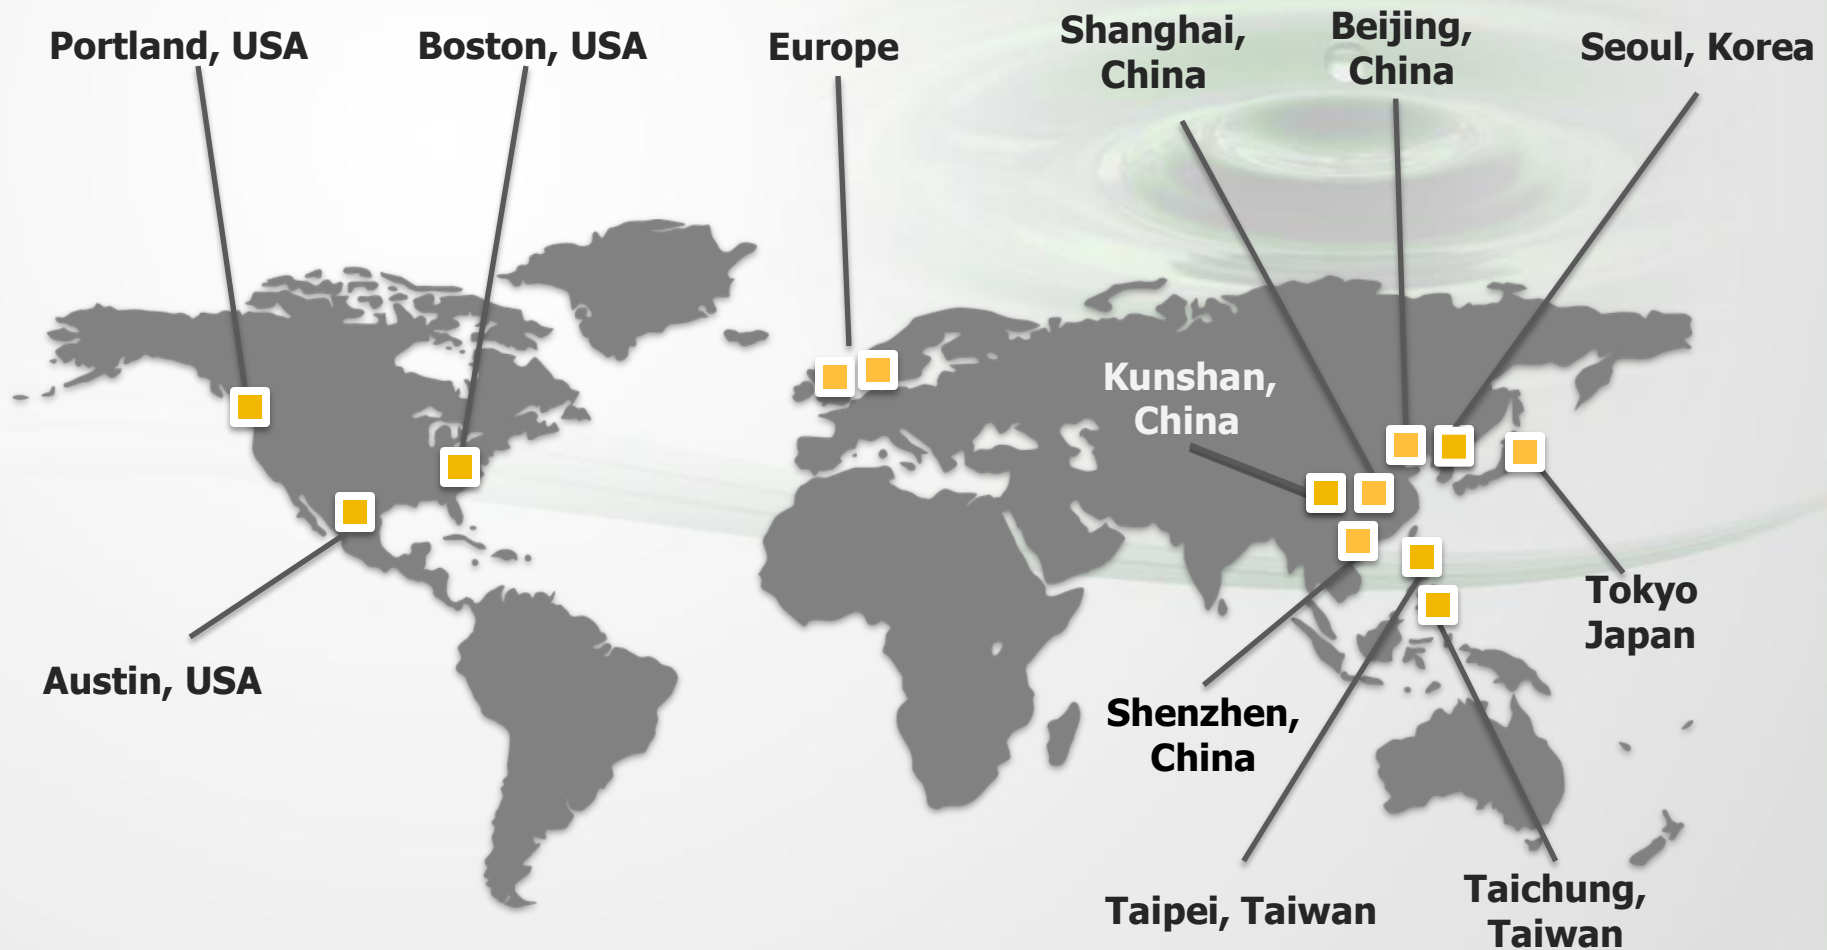 Portland, USA
Boston, USA
Europe
Shanghai,
China
Beijing,
China
Seoul, Korea
Kunshan,
China
Tokyo
Japan
Austin, USA
Shenzhen,
China
Taipei, Taiwan
Taichung,
Taiwan